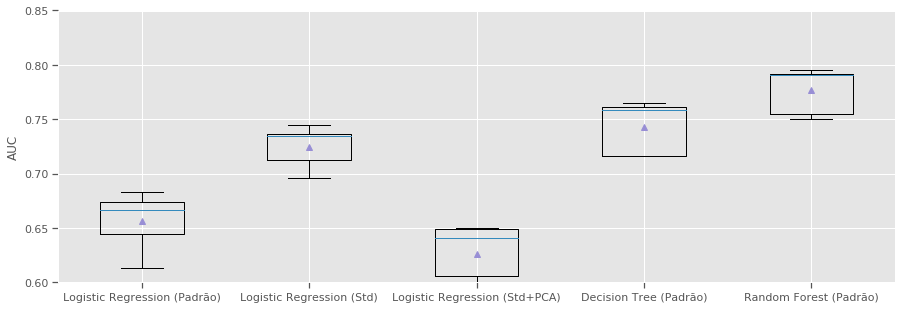 0.85
0.80
0.75
0.70
0.65
0.60
AUC
Logistic Regression (Padrão)
Logistic Regression (Std)
Logistic Regression (Std+PCA)
Decision Tree (Padrão)
Random Forest (Padrão)